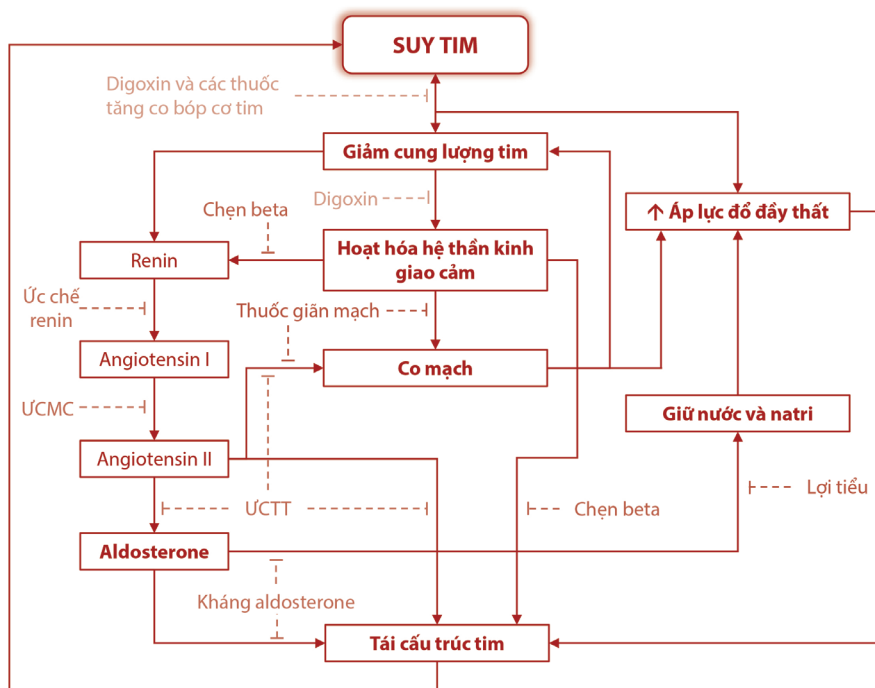 SUY TIM
Digoxin và các thuốc
tăng co bóp cơ tim
Giảm cung lượng tim
Digoxin
Chẹn beta
↑ Áp lực đổ đầy thất
Renin
Hoạt hóa hệ thần kinh
giao cảm
Ức chế
renin
Thuốc giãn mạch
Angiotensin I
Co mạch
ƯCMC
Giữ nước và natri
Angiotensin II
ƯCTT
Chẹn beta
Lợi tiểu
Aldosterone
Kháng aldosterone
Tái cấu trúc tim